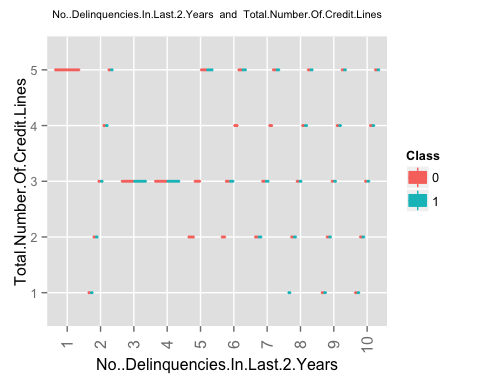 No..Delinquencies.In.Last.2.Years and Total.Number.Of.Credit.Lines
Total.Number.Of.Credit.Lines
5
4
3
2
1
1 2 3 4 5 6 7 8 9 10
No..Delinquencies.In.Last.2.Years
Class
0
1